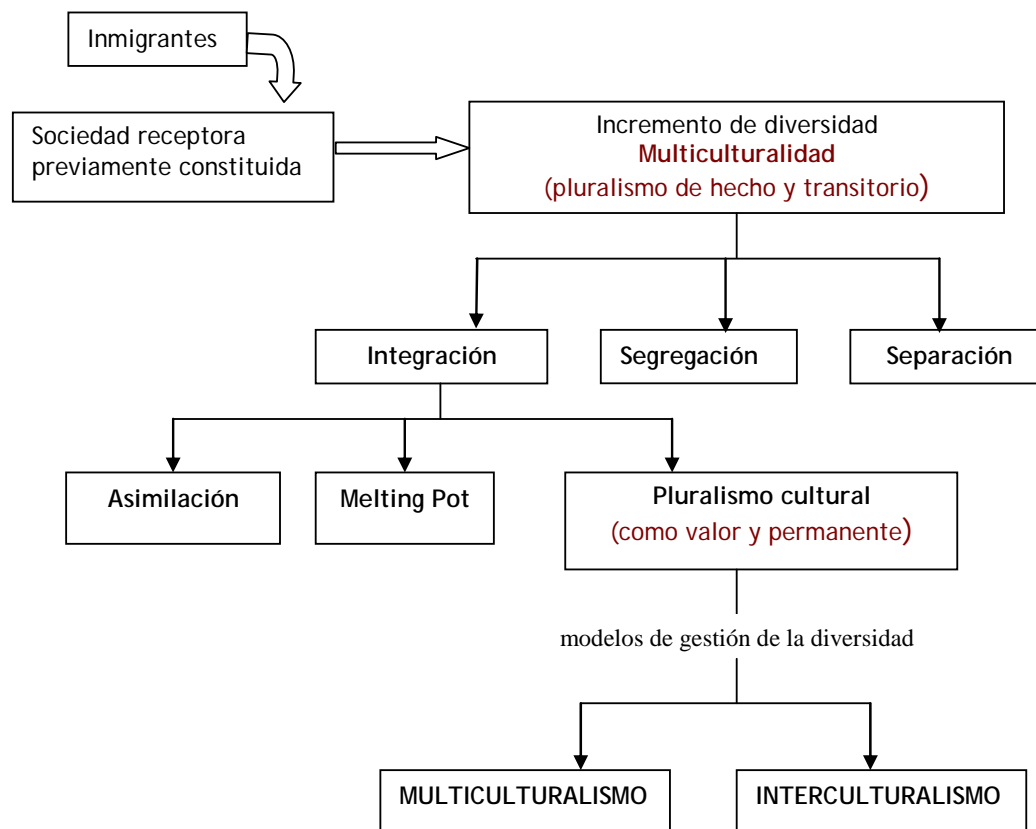 Inmigrantes
Sociedad receptora
previamente constituida
Incremento de diversidad
Multiculturalidad
(pluralismo de hecho y transitorio)
Integración
Segregación
Separación
Asimilación
Melting Pot
Pluralismo cultural
(como valor y permanente)
modelos de gestión de la diversidad
MULTICULTURALISMO
INTERCULTURALISMO